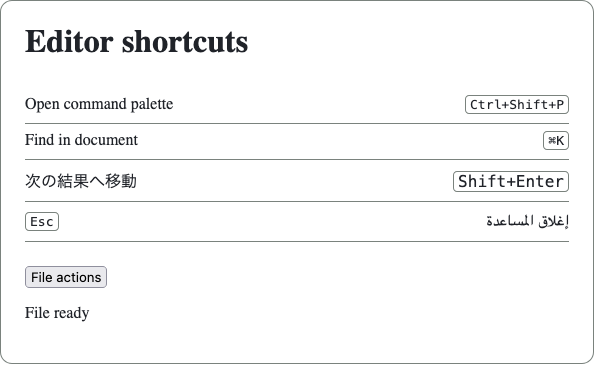 Editor shortcuts
Open command palette Ctrl+Shift+P
Find in document ⌘K
次の結果へ移動 Shift+Enter
إغلاق المساعدة Esc
File actions
File ready